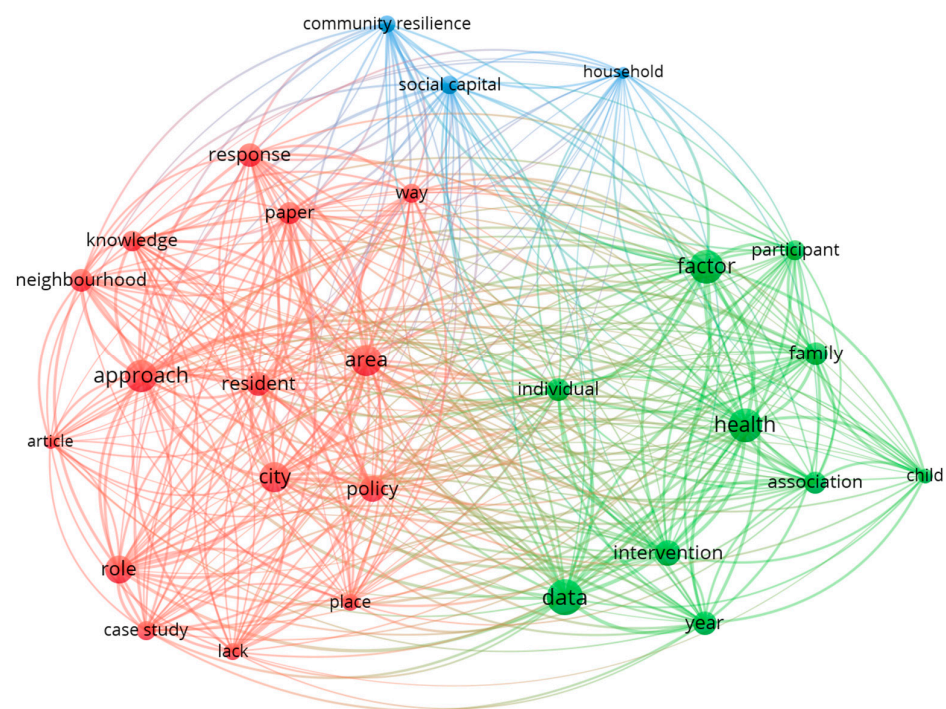 community resilience
household
social capital
response
way
paper
knowledge
participant
factor
neighbourhood
family
area
approach
resident
individual
health
article
city
association
child
policy
intervention
role
data
place
year
case study
lack